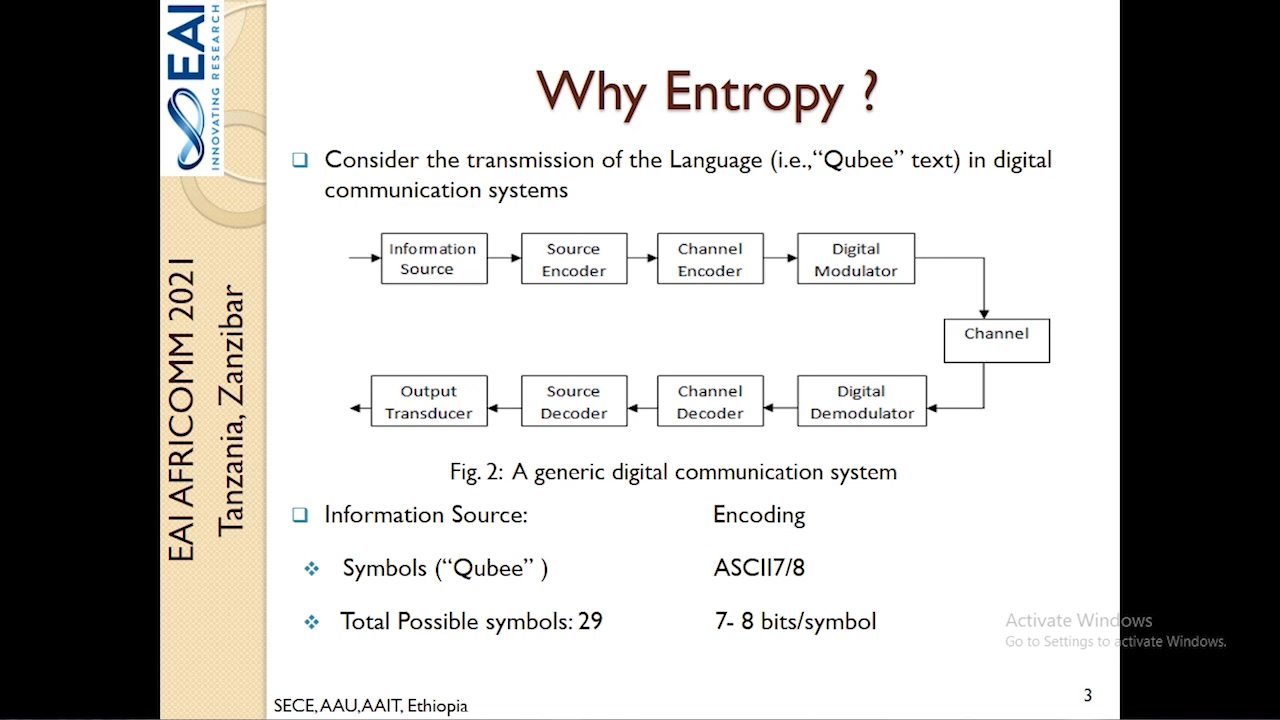 EAI
INNOVATING RESEARCH
EAI AFRICOMM 2021
Tanzania, Zanzibar
Why Entropy ?
Consider the transmission of the Language (i.e.,“Qubee” text) in digital
communication systems
Information
Source
Source
Encoder
Channel
Encoder
Digital
Modulator
Channel
Output
Transducer
Source
Decoder
Channel
Decoder
Digital
Demodulator
Fig. 2: A generic digital communication system
Information Source: Encoding
Symbols (“Qubee” ) ASCII7/8
Total Possible symbols: 29 7- 8 bits/symbol
Activate Windows
Go to Settings to activate Windows.
SECE, AAU,AAIT, Ethiopia
3